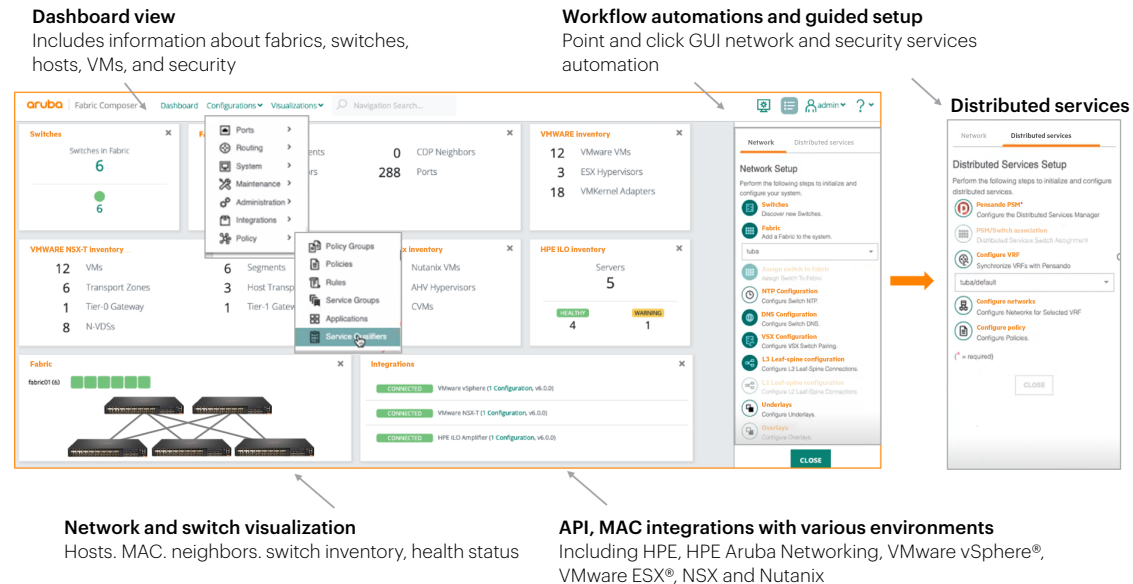 Dashboard view
Includes information about fabrics, switches,
hosts, VMs, and security
Workflow automations and guided setup
Point and click GUI network and security services
automation
Distributed services
aruba
Fabric Composer
Dashboard
Configurations
Visualizations
Navigation Search...
admin
?
Switches
Switches in Fabric
6
6
Ports
Routing
System
Maintenance
Administration
Integrations
Policy
0 CDP Neighbors
288 Ports
VMWARE inventory
12 VMware VMs
3 ESX Hypervisors
18 VMKernel Adapters
VMWARE NSX-T inventory
12 VMs
6 Transport Zones
1 Tier-0 Gateway
8 N-VDSs
6 Segments
3 Host Transp
1 Tier-1 Gatew
Policy Groups
Policies
Rules
Service Groups
Applications
Service Qualifiers
x inventory
Nutanix VMs
AHV Hypervisors
CVMs
HPE ILO inventory
Servers
5
HEALTHY
4
WARNING
1
Fabric
fabric01 (6)
Integrations
CONNECTED VMware vSphere (1 Configuration, v6.0.0)
CONNECTED VMware NSX-T (1 Configuration, v6.0.0)
CONNECTED HPE ILO Amplifier (1 Configuration, v6.0.0)
Network
Distributed services
Network Setup
Perform the following steps to initialize and
configure your system.
Switches
Discover new Switches.
Fabric
Add a Fabric to the system.
tuba
Assign switch to fabric
Assign Switch To Fabric.
NTP Configuration
Configure Switch NTP.
DNS Configuration
Configure Switch DNS.
VSX Configuration
Configure VSX Switch Pairing.
L3 Leaf-spine configuration
Configure L3 Leaf-Spine Connections.
L2 Leaf-spine configuration
Configure L2 Leaf-Spine Connections
Underlays
Configure Underlays.
Overlays
Configure Overlays.
CLOSE
Network
Distributed services
Distributed Services Setup
Perform the following steps to initialize and configure
distributed services.
Pensando PSM*
Configure the Distributed Services Manager
PSM/Switch association
Distributed Services Switch Assignment
Configure VRF
Synchronize VRFs with Pensando
tuba/default
Configure networks
Configure Networks for Selected VRF
Configure policy
Configure Policies.
(* = required)
CLOSE
Network and switch visualization
Hosts. MAC. neighbors. switch inventory, health status
API, MAC integrations with various environments
Including HPE, HPE Aruba Networking, VMware vSphere®,
VMware ESX®, NSX and Nutanix